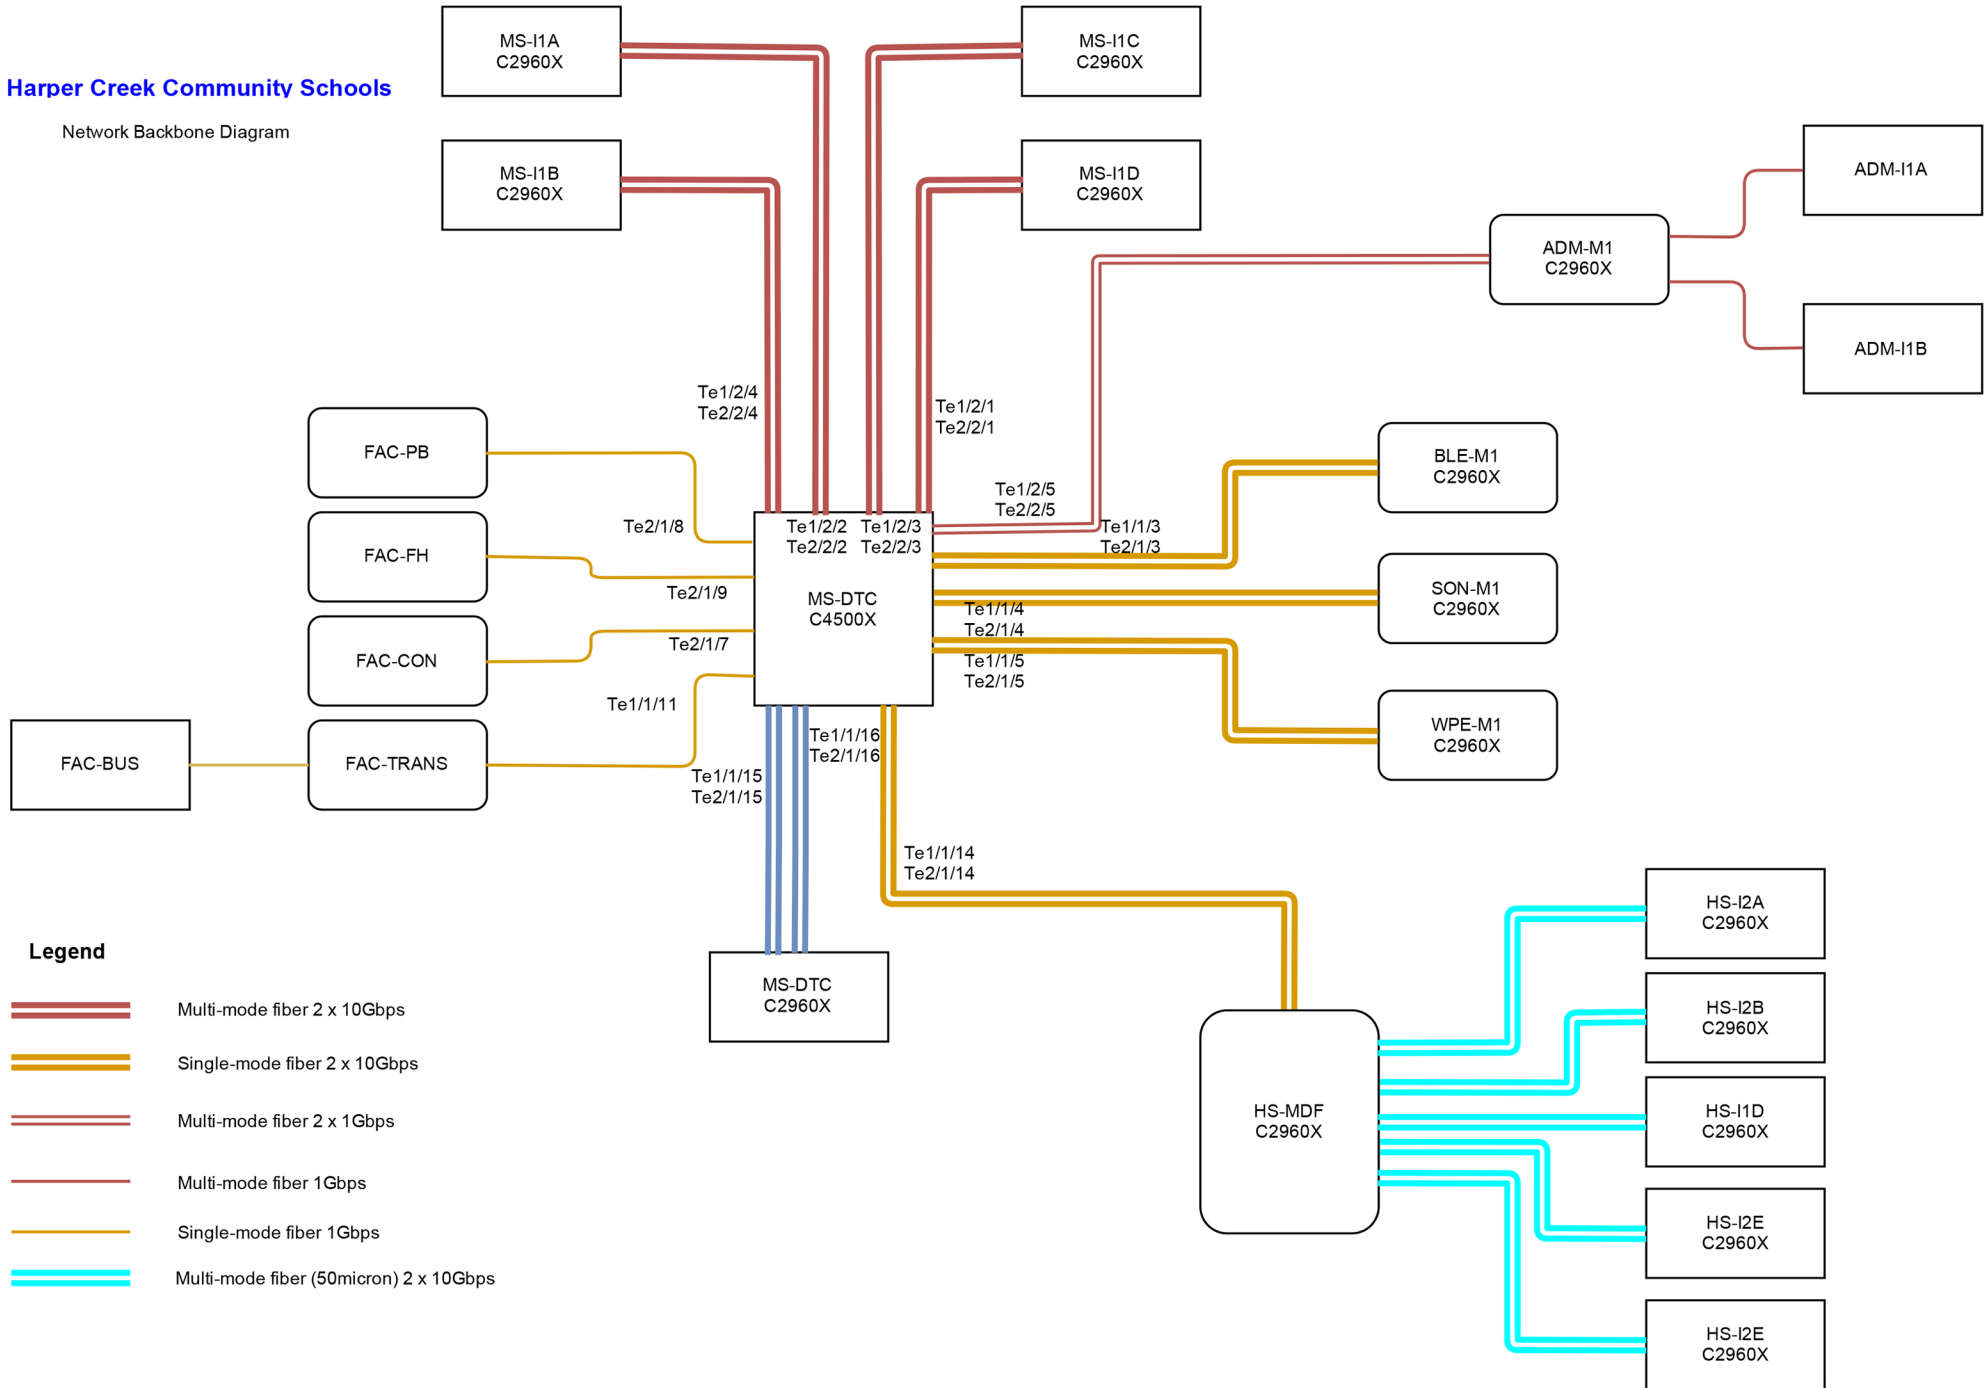 MS-I1A
C2960X
MS-I1C
C2960X
Harper Creek Community Schools
Network Backbone Diagram
MS-I1B
C2960X
MS-I1D
C2960X
ADM-I1A
ADM-M1
C2960X
ADM-I1B
Te1/2/4
Te2/2/4
Te1/2/1
Te2/2/1
FAC-PB
BLE-M1
C2960X
Te1/2/5
Te2/2/5
Te2/1/8
Te1/2/2
Te2/2/2
Te1/2/3
Te2/2/3
Te1/1/3
Te2/1/3
FAC-FH
Te2/1/9
MS-DTC
C4500X
SON-M1
C2960X
Te1/1/4
Te2/1/4
FAC-CON
Te2/1/7
Te1/1/5
Te2/1/5
Te1/1/11
WPE-M1
C2960X
FAC-BUS
FAC-TRANS
Te1/1/16
Te2/1/16
Te1/1/15
Te2/1/15
Te1/1/14
Te2/1/14
HS-I2A
C2960X
Legend
MS-DTC
C2960X
HS-I2B
C2960X
Multi-mode fiber 2 x 10Gbps
Single-mode fiber 2 x 10Gbps
HS-MDF
C2960X
HS-I1D
C2960X
Multi-mode fiber 2 x 1Gbps
Multi-mode fiber 1Gbps
HS-I2E
C2960X
Single-mode fiber 1Gbps
Multi-mode fiber (50micron) 2 x 10Gbps
HS-I2E
C2960X